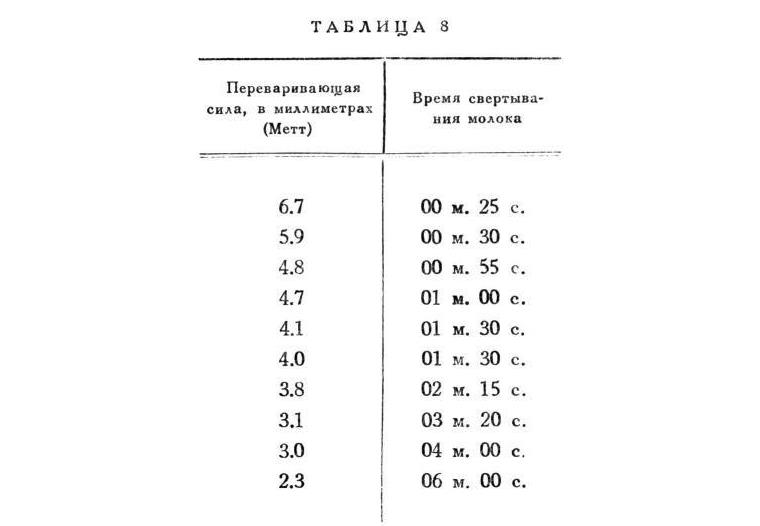 ТАБЛИЦА 8
Переваривающая
сила, в миллиметрах
(Метт)
Время свертыва-
ния молока
6.7 00 м. 25 с.
5.9 00 м. 30 с.
4.8 00 м. 55 с.
4.7 01 м. 00 с.
4.1 01 м. 30 с.
4.0 01 м. 30 с.
3.8 02 м. 15 с.
3.1 03 м. 20 с.
3.0 04 м. 00 с.
2.3 06 м. 00 с.